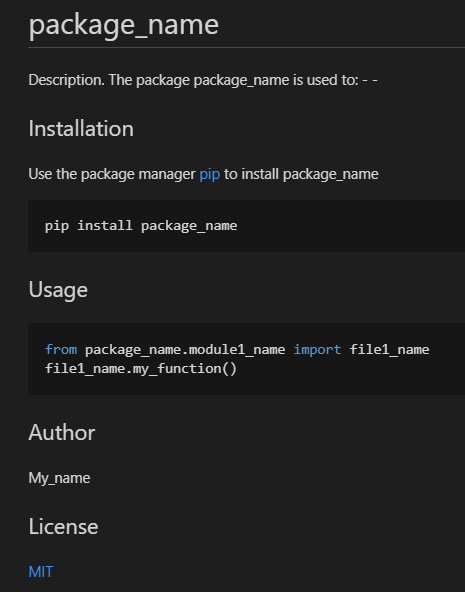 package_name
Description. The package package_name is used to: - -
Installation
Use the package manager pip to install package_name
pip install package_name
Usage
from package_name.module1_name import file1_name
file1_name.my_function()
Author
My_name
License
MIT